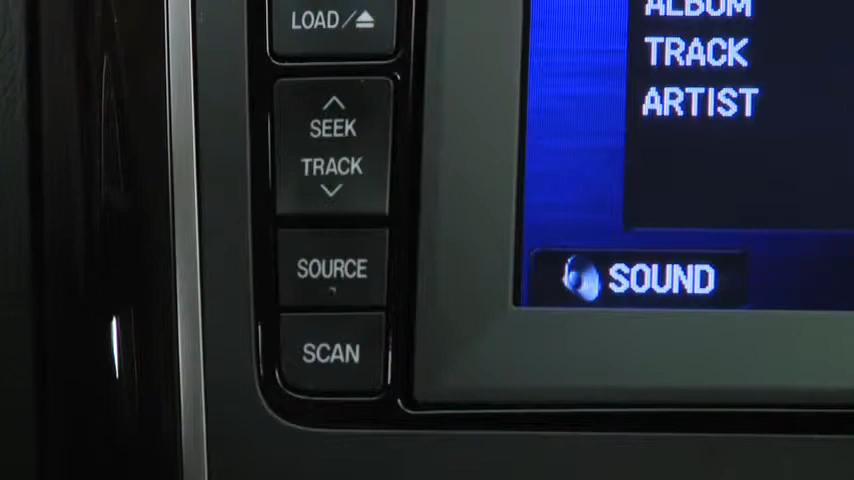 LOAD/⏏
SEEK
TRACK
SOURCE
SCAN
ALBUM
TRACK
ARTIST
SOUND